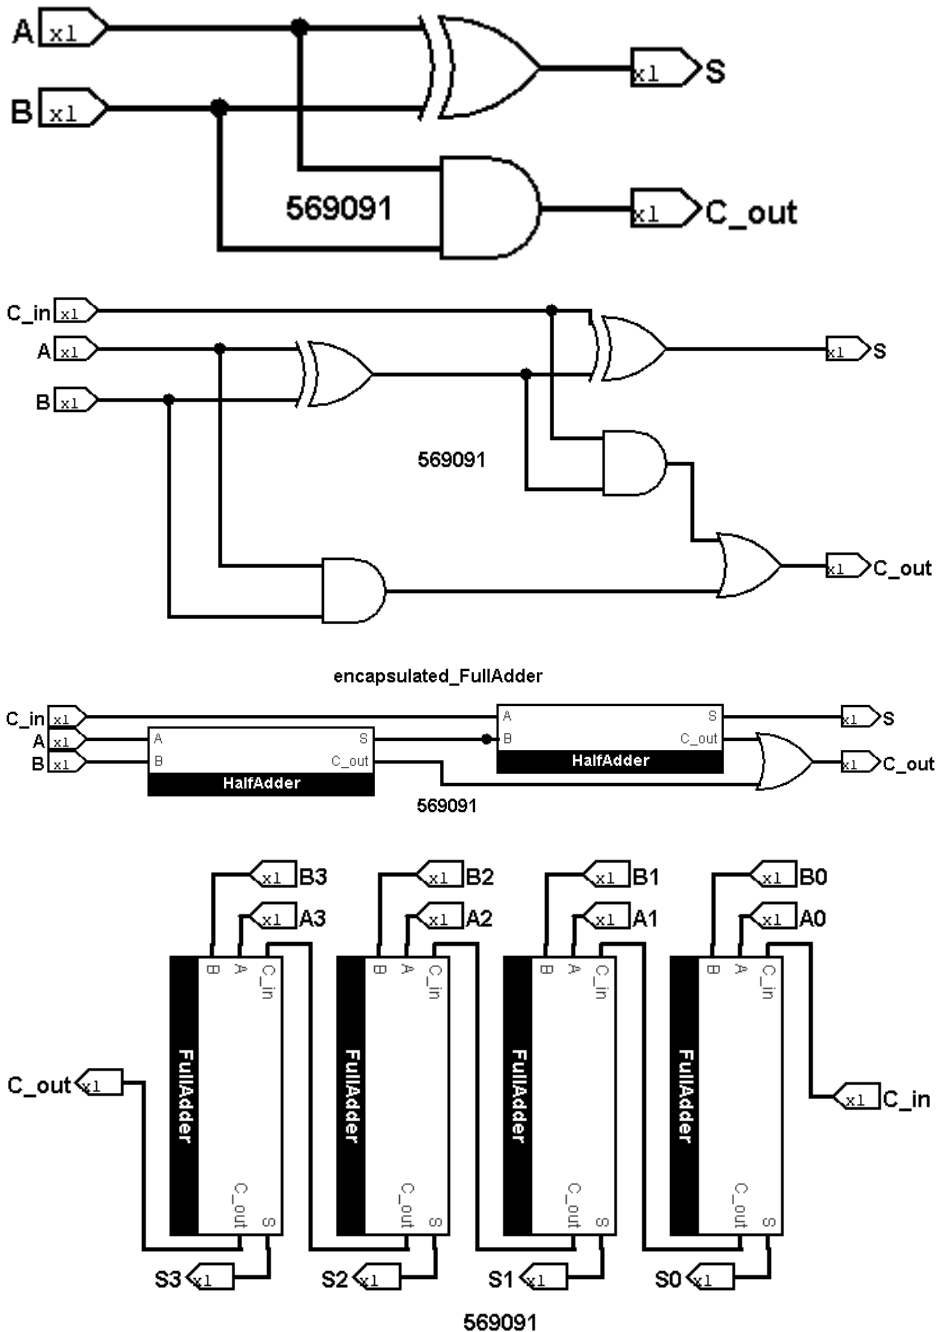 A x1
x1 S
B x1
569091
x1 C_out
C_in x1
A x1
x1 S
B x1
569091
x1 C_out
encapsulated_FullAdder
C_in x1
A S
x1 S
A x1
A S
B C_out
B x1
B C_out
HalfAdder
x1 C_out
HalfAdder
569091
x1 B3
x1 B2
x1 B1
x1 B0
x1 A3
x1 A2
x1 A1
x1 A0
B A C_in
B A C_in
B A C_in
B A C_in
FullAdder
FullAdder
FullAdder
FullAdder
C_out x1
x1 C_in
C_out S
C_out S
C_out S
C_out S
S3 x1
S2 x1
S1 x1
S0 x1
569091